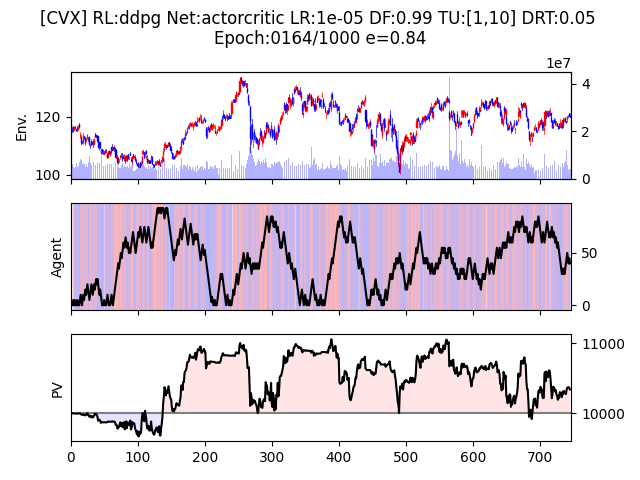 [CVX] RL:ddpg Net:actorcritic LR:1e-05 DF:0.99 TU:[1,10] DRT:0.05
Epoch:0164/1000 e=0.84
1e7
Env.
120
100
4
2
0
Agent
50
0
PV
11000
10000
0 100 200 300 400 500 600 700